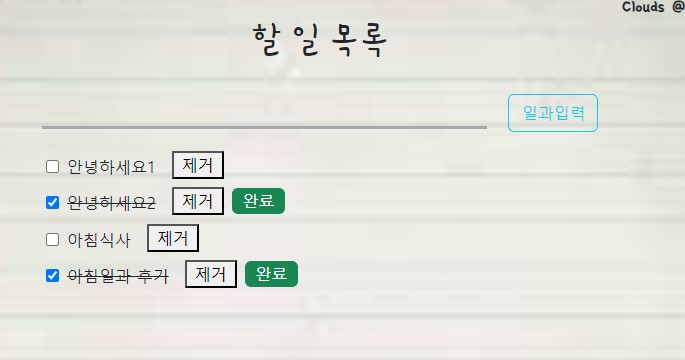 Clouds @
할 일 목록
일과입력
안녕하세요1 제거
안녕하세요2 제거 완료
아침식사 제거
아침일과 후기 제거 완료